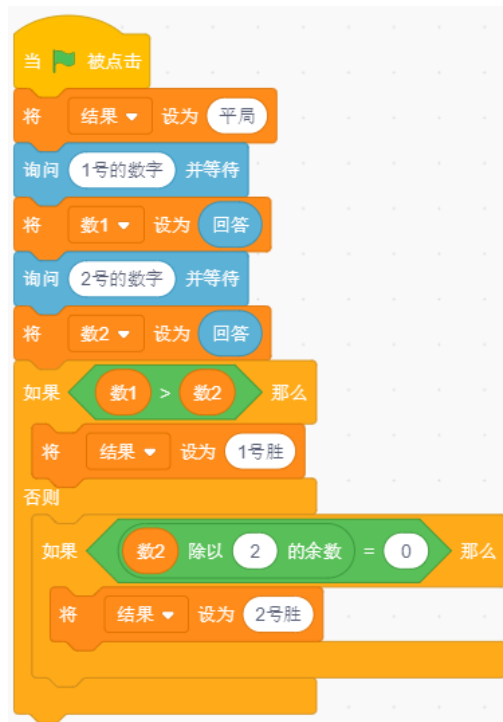 当 被点击
将 结果 设为 平局
询问 1号的数字 并等待
将 数1 设为 回答
询问 2号的数字 并等待
将 数2 设为 回答
如果 数1 > 数2 那么
将 结果 设为 1号胜
否则
如果 数2 除以 2 的余数 = 0 那么
将 结果 设为 2号胜